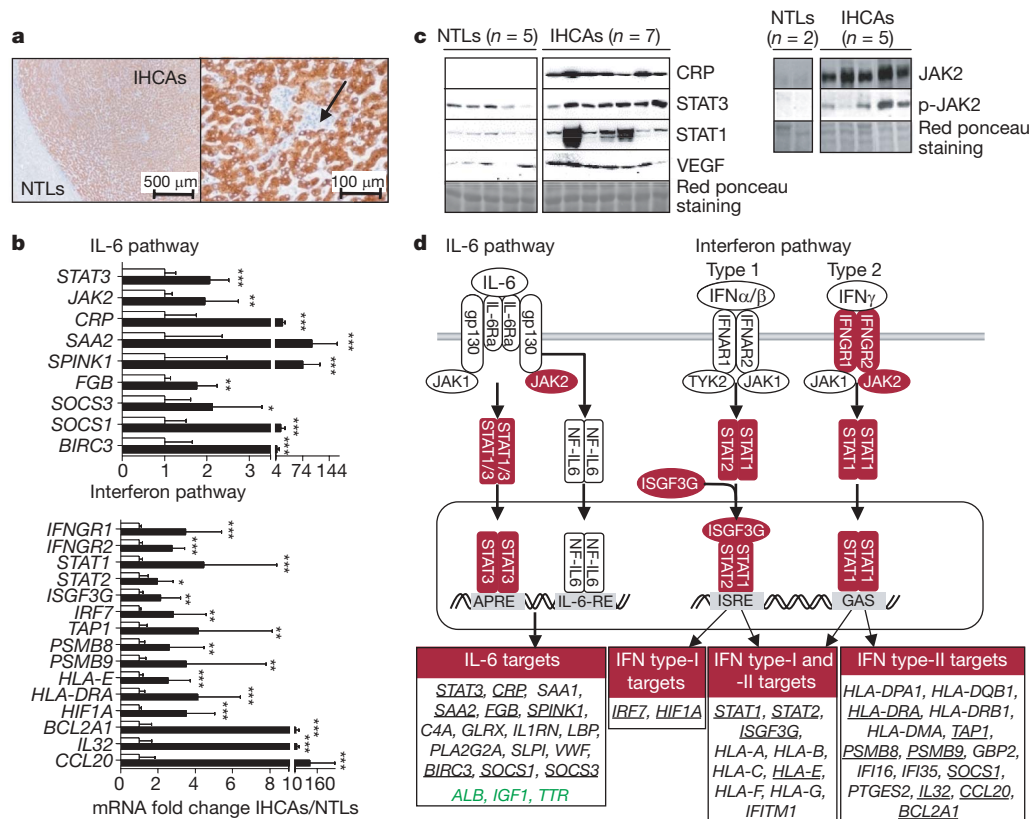 a
IHCAs
NTLs
500 μm
100 μm
b
IL-6 pathway
STAT3
***
JAK2
**
CRP
***
SAA2
***
SPINK1
***
FGB
**
SOCS3
*
SOCS1
***
BIRC3
***
0 1 2 3 4 74 144
Interferon pathway
IFNGR1
***
IFNGR2
***
STAT1
***
STAT2
*
ISGF3G
**
IRF7
**
TAP1
**
PSMB8
**
PSMB9
**
HLA-E
***
HLA-DRA
**
HIF1A
***
BCL2A1
***
IL32
***
CCL20
***
0 2 4 6 8 10 160
mRNA fold change IHCAs/NTLs
c
NTLs (n = 5) IHCAs (n = 7)
CRP
STAT3
STAT1
VEGF
Red ponceau
staining
NTLs
(n = 2)
IHCAs
(n = 5)
JAK2
p-JAK2
Red ponceau
staining
d IL-6 pathway
IL-6
gp130
IL-6Ra
IL-6Ra
gp130
JAK1
JAK2
STAT1/3
STAT1/3
NF-IL6
NF-IL6
STAT3
STAT3
NF-IL6
NF-IL6
APRE
IL-6-RE
Interferon pathway
Type 1
IFNα/β
IFNAR1
IFNAR2
TYK2
JAK1
STAT2
STAT1
ISGF3G
ISGF3G
STAT2
STAT1
ISRE
Type 2
IFNγ
IFNGR1
IFNGR2
JAK1
JAK2
STAT1
STAT1
STAT1
STAT1
GAS
IL-6 targets
STAT3, CRP, SAA1,
SAA2, FGB, SPINK1,
C4A, GLRX, IL1RN, LBP,
PLA2G2A, SLPI, VWF,
BIRC3, SOCS1, SOCS3
ALB, IGF1, TTR
IFN type-I
targets
IRF7, HIF1A
IFN type-I and
-II targets
STAT1, STAT2,
ISGF3G,
HLA-A, HLA-B,
HLA-C, HLA-E,
HLA-F, HLA-G,
IFITM1
IFN type-II targets
HLA-DPA1, HLA-DQB1,
HLA-DRA, HLA-DRB1,
HLA-DMA, TAP1,
PSMB8, PSMB9, GBP2,
IFI16, IFI35, SOCS1,
PTGES2, IL32, CCL20,
BCL2A1